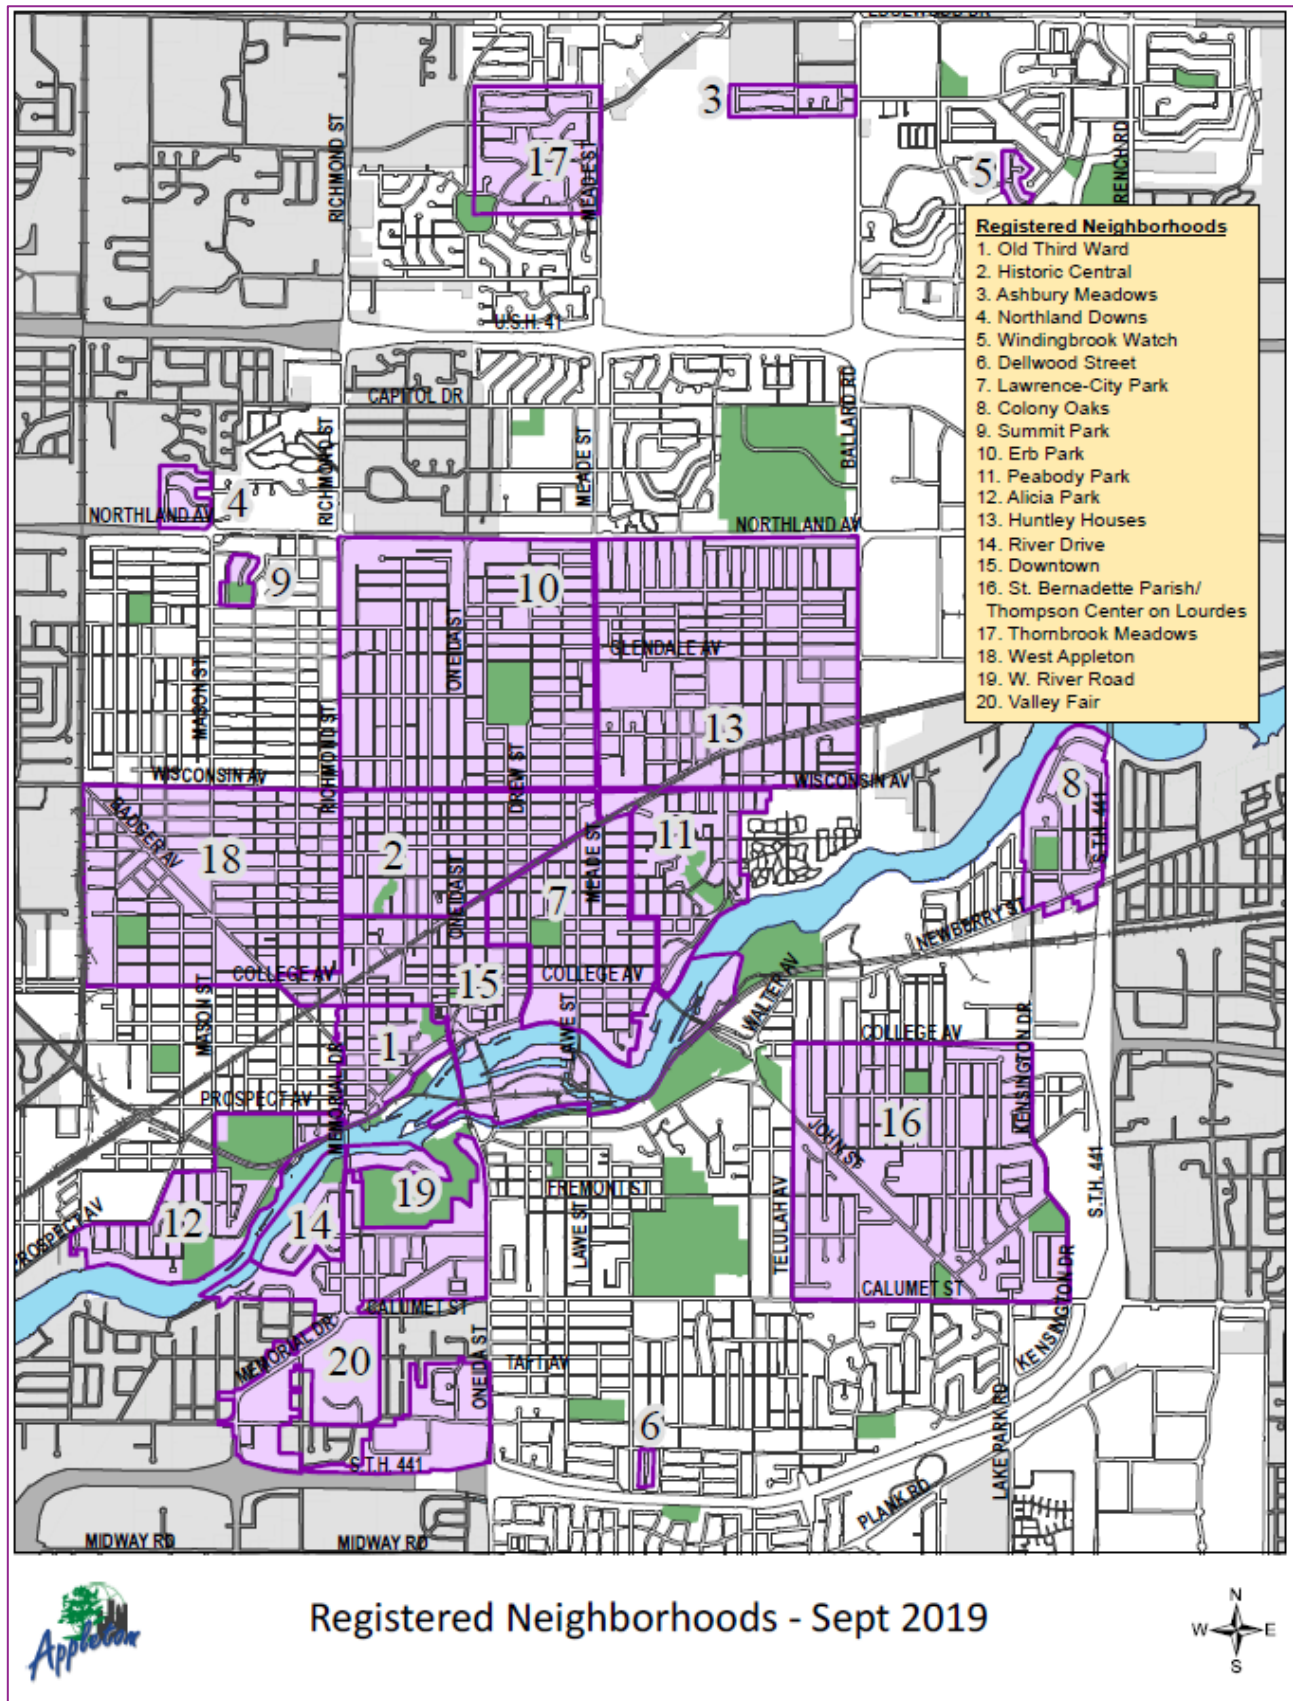 EDGEWOOD DR
3
RICHMOND ST
17
MEADE ST
5
FRENCH RD
Registered Neighborhoods
1. Old Third Ward
2. Historic Central
3. Ashbury Meadows
4. Northland Downs
5. Windingbrook Watch
6. Dellwood Street
7. Lawrence-City Park
8. Colony Oaks
9. Summit Park
10. Erb Park
11. Peabody Park
12. Alicia Park
13. Huntley Houses
14. River Drive
15. Downtown
16. St. Bernadette Parish/
Thompson Center on Lourdes
17. Thornbrook Meadows
18. West Appleton
19. W. River Road
20. Valley Fair
U.S.H. 41
CAPITOL DR
BALLARD RD
RICHMOND ST
MEADE ST
4
NORTHLAND AV
NORTHLAND AV
9
10
ONEIDA ST
GLENDALE AV
MASON ST
13
RICHMOND ST
DREW ST
WISCONSIN AV
WISCONSIN AV
8
BADGER AV
18
2
11
MEADE ST
S.T.H. 441
7
ONEIDA ST
NEWBERRY ST
COLLEGE AV
15
COLLEGE AV
WALTER AV
MASON ST
LAWE ST
COLLEGE AV
KENSINGTON DR
1
MEMORIAL DR
PROSPECT AV
16
JOHN ST
19
FREMONT ST
S.T.H. 441
PROSPECT AV
12
14
LAWE ST
TELULAH AV
CALUMET ST
CALUMET ST
KENSINGTON DR
MEMORIAL DR
20
ONEIDA ST
TAFT AV
6
LAKE PARK RD
S.T.H. 441
PLANK RD
MIDWAY RD
MIDWAY RD
Appleton
Registered Neighborhoods - Sept 2019
N
W
E
S